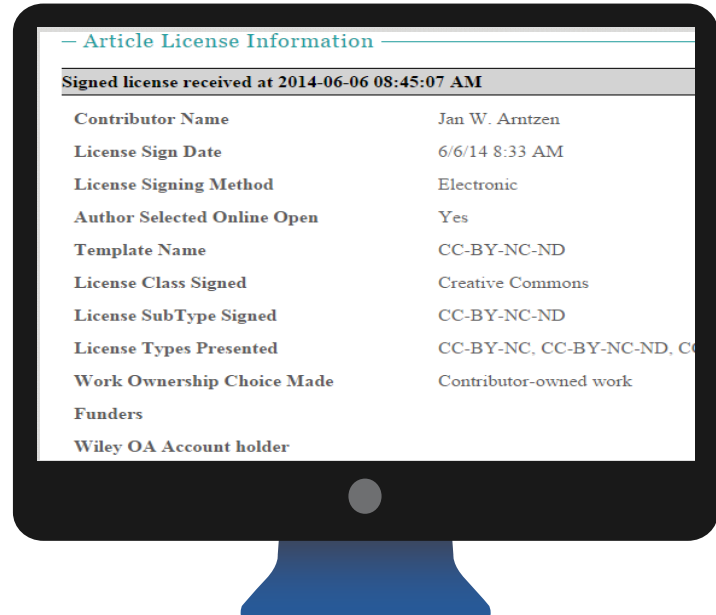 Article License Information
Signed license received at 2014-06-06 08:45:07 AM
Contributor Name Jan W. Arntzen
License Sign Date 6/6/14 8:33 AM
License Signing Method Electronic
Author Selected Online Open Yes
Template Name CC-BY-NC-ND
License Class Signed Creative Commons
License SubType Signed CC-BY-NC-ND
License Types Presented CC-BY-NC, CC-BY-NC-ND,
Work Ownership Choice Made Contributor-owned work
Funders
Wiley OA Account holder